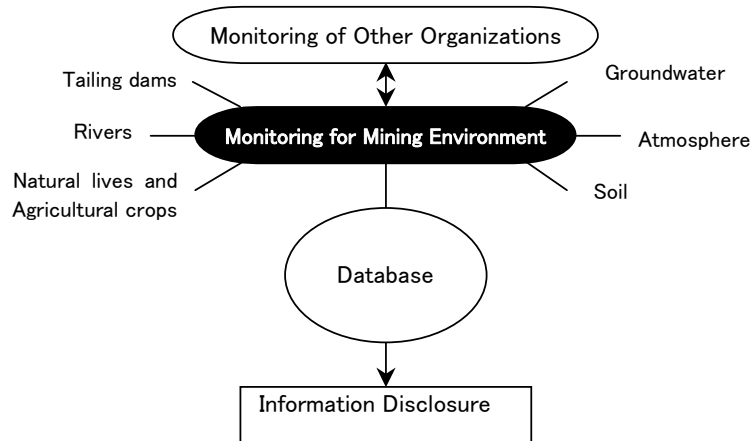 Monitoring of Other Organizations
Tailing dams
Groundwater
Rivers
Monitoring for Mining Environment
Atmosphere
Natural lives and
Agricultural crops
Soil
Database
Information Disclosure